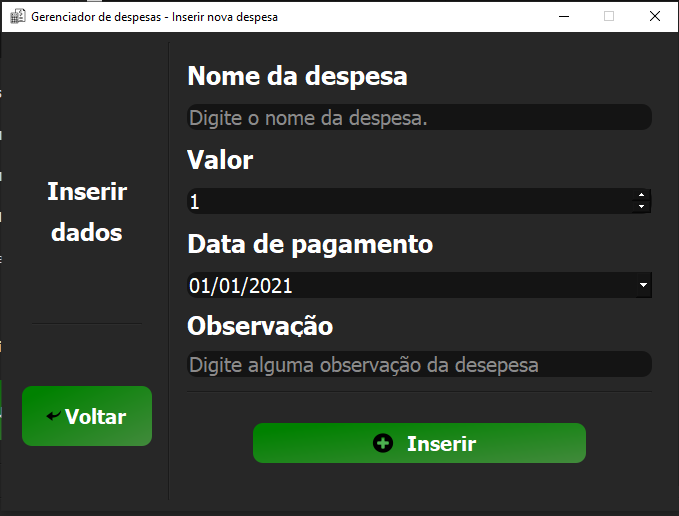 Gerenciador de despesas - Inserir nova despesa
Inserir
dados
Voltar
Nome da despesa
Digite o nome da despesa.
Valor
1
Data de pagamento
01/01/2021
Observação
Digite alguma observação da desepesa
Inserir